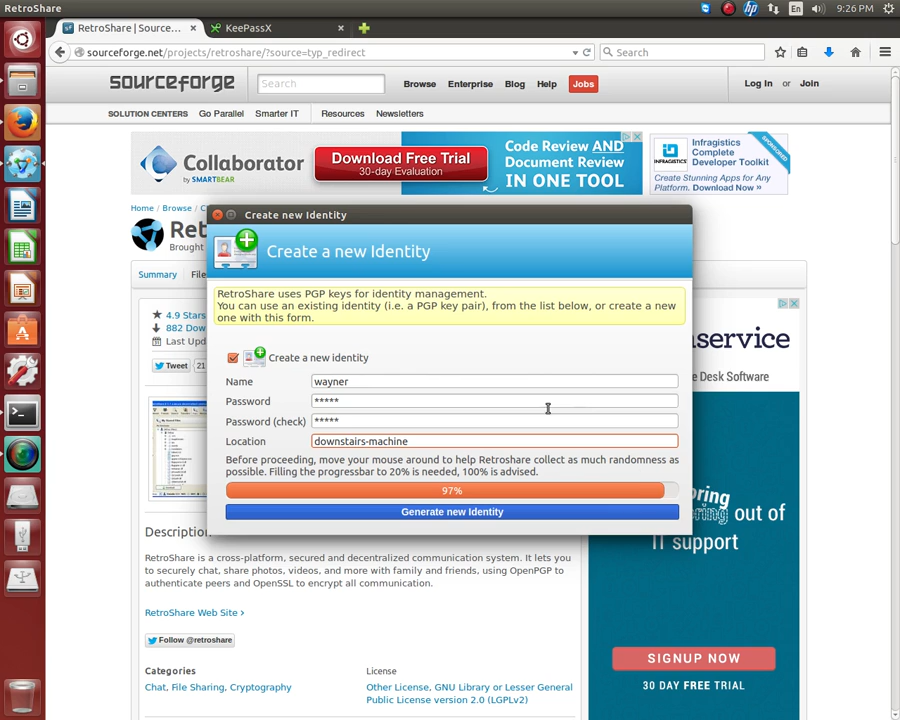 RetroShare
En
9:26 PM
RetroShare | Source...
KeePassX
sourceforge.net/projects/retroshare/?source=typ_redirect
Search
sourceforge
Search
Browse
Enterprise
Blog
Help
Jobs
Log In or Join
SOLUTION CENTERS
Go Parallel
Smarter IT
Resources
Newsletters
Collaborator
by SMARTBEAR
Download Free Trial
30-day Evaluation
Code Review AND
Document Review
IN ONE TOOL
INFRAGISTICS
Infragistics
Complete
Developer Toolkit
SPONSORED
Create Stunning Apps for Any
Platform. Download Now »
Home / Browse / C
Ret
Brought
Summary
File
4.9 Stars
882 Dow
Last Upd
Tweet
21
Create new Identity
Create a new Identity
RetroShare uses PGP keys for identity management.
You can use an existing identity (i.e. a PGP key pair), from the list below, or create a new
one with this form.
Create a new identity
Name
wayner
Password
*****
Password (check)
*****
Location
downstairs-machine
Before proceeding, move your mouse around to help Retroshare collect as much randomness as
possible. Filling the progressbar to 20% is needed, 100% is advised.
97%
Generate new Identity
service
e Desk Software
oring
out of
IT support
SIGNUP NOW
30 DAY FREE TRIAL
Description
RetroShare is a cross-platform, secured and decentralized communication system. It lets you
to securely chat, share photos, videos, and more with family and friends, using OpenPGP to
authenticate peers and OpenSSL to encrypt all communication.
RetroShare Web Site >
Follow @retroshare
Categories
Chat, File Sharing, Cryptography
License
Other License, GNU Library or Lesser General
Public License version 2.0 (LGPLv2)